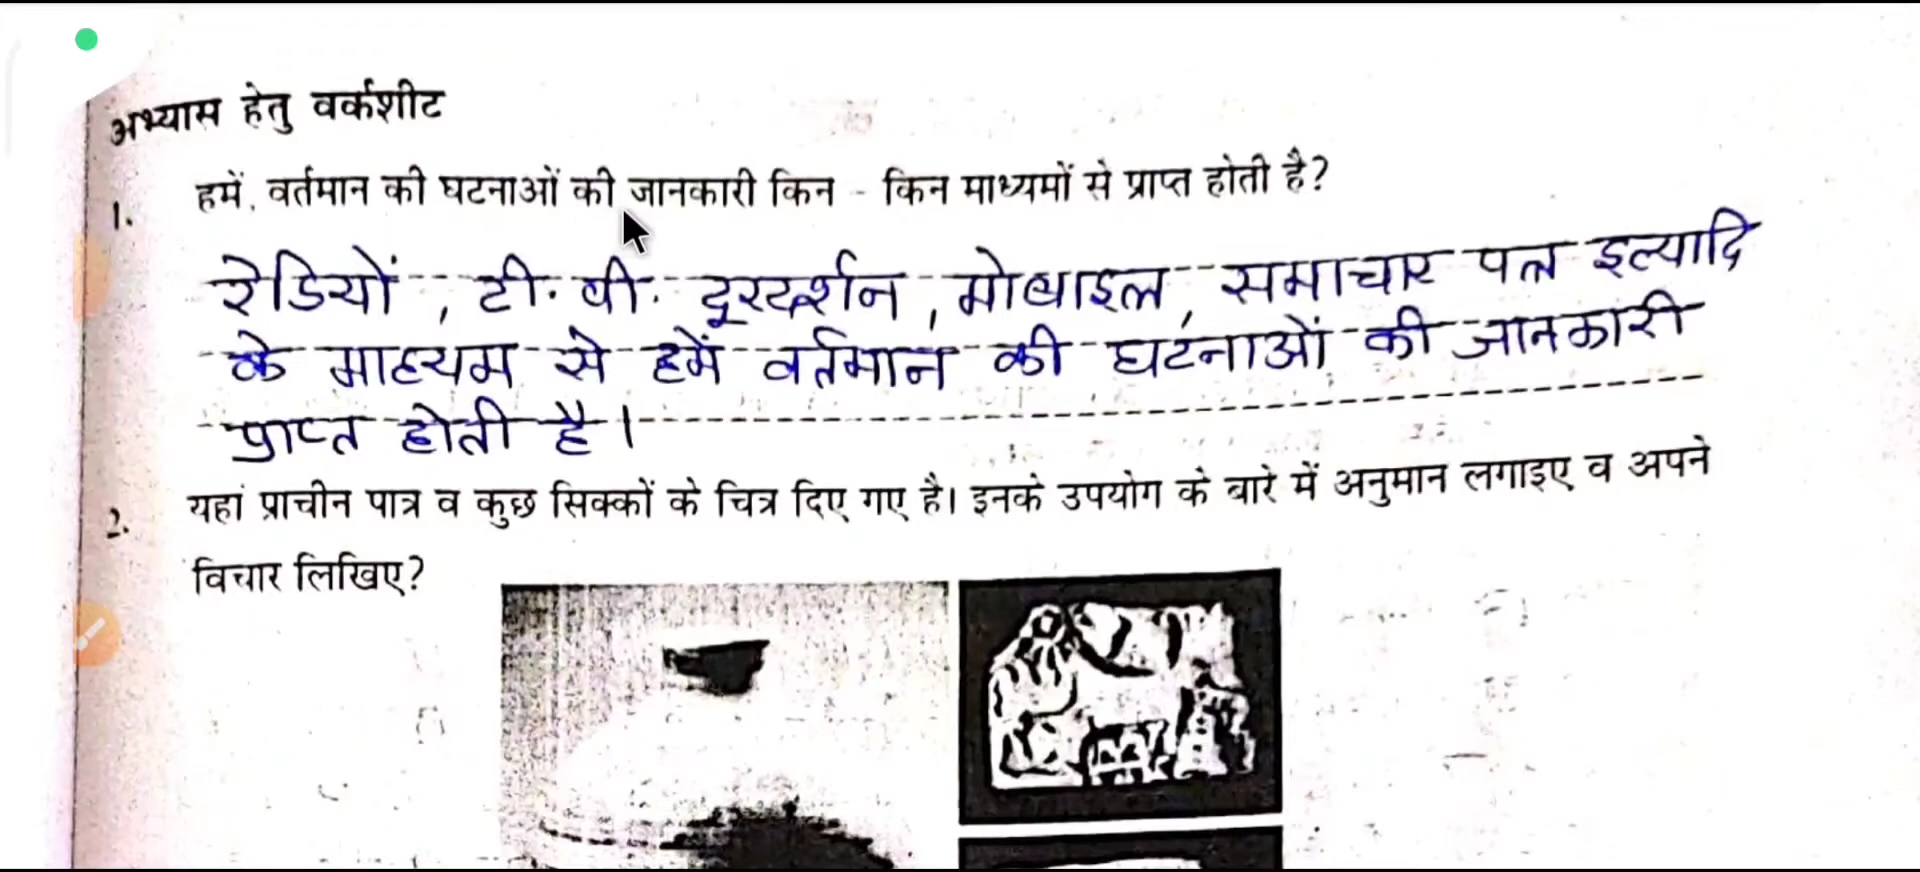 अभ्यास हेतु वर्कशीट
1. हमें वर्तमान की घटनाओं की जानकारी किन - किन माध्यमों से प्राप्त होती है?
रेडियों, टी.वी. दूरदर्शन, मोबाइल, समाचार पत्र इत्यादि
के माध्यम से हमें वर्तमान की घटनाओं की जानकारी
प्राप्त होती है।
2. यहां प्राचीन पात्र व कुछ सिक्कों के चित्र दिए गए है। इनके उपयोग के बारे में अनुमान लगाइए व अपने
विचार लिखिए?